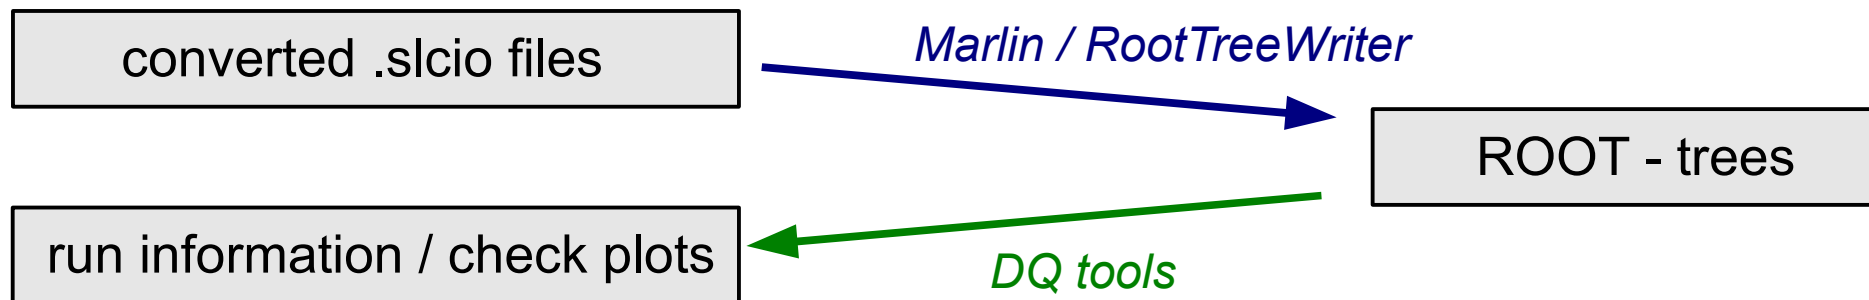 converted .slcio files
Marlin / RootTreeWriter
ROOT - trees
run information / check plots
DQ tools